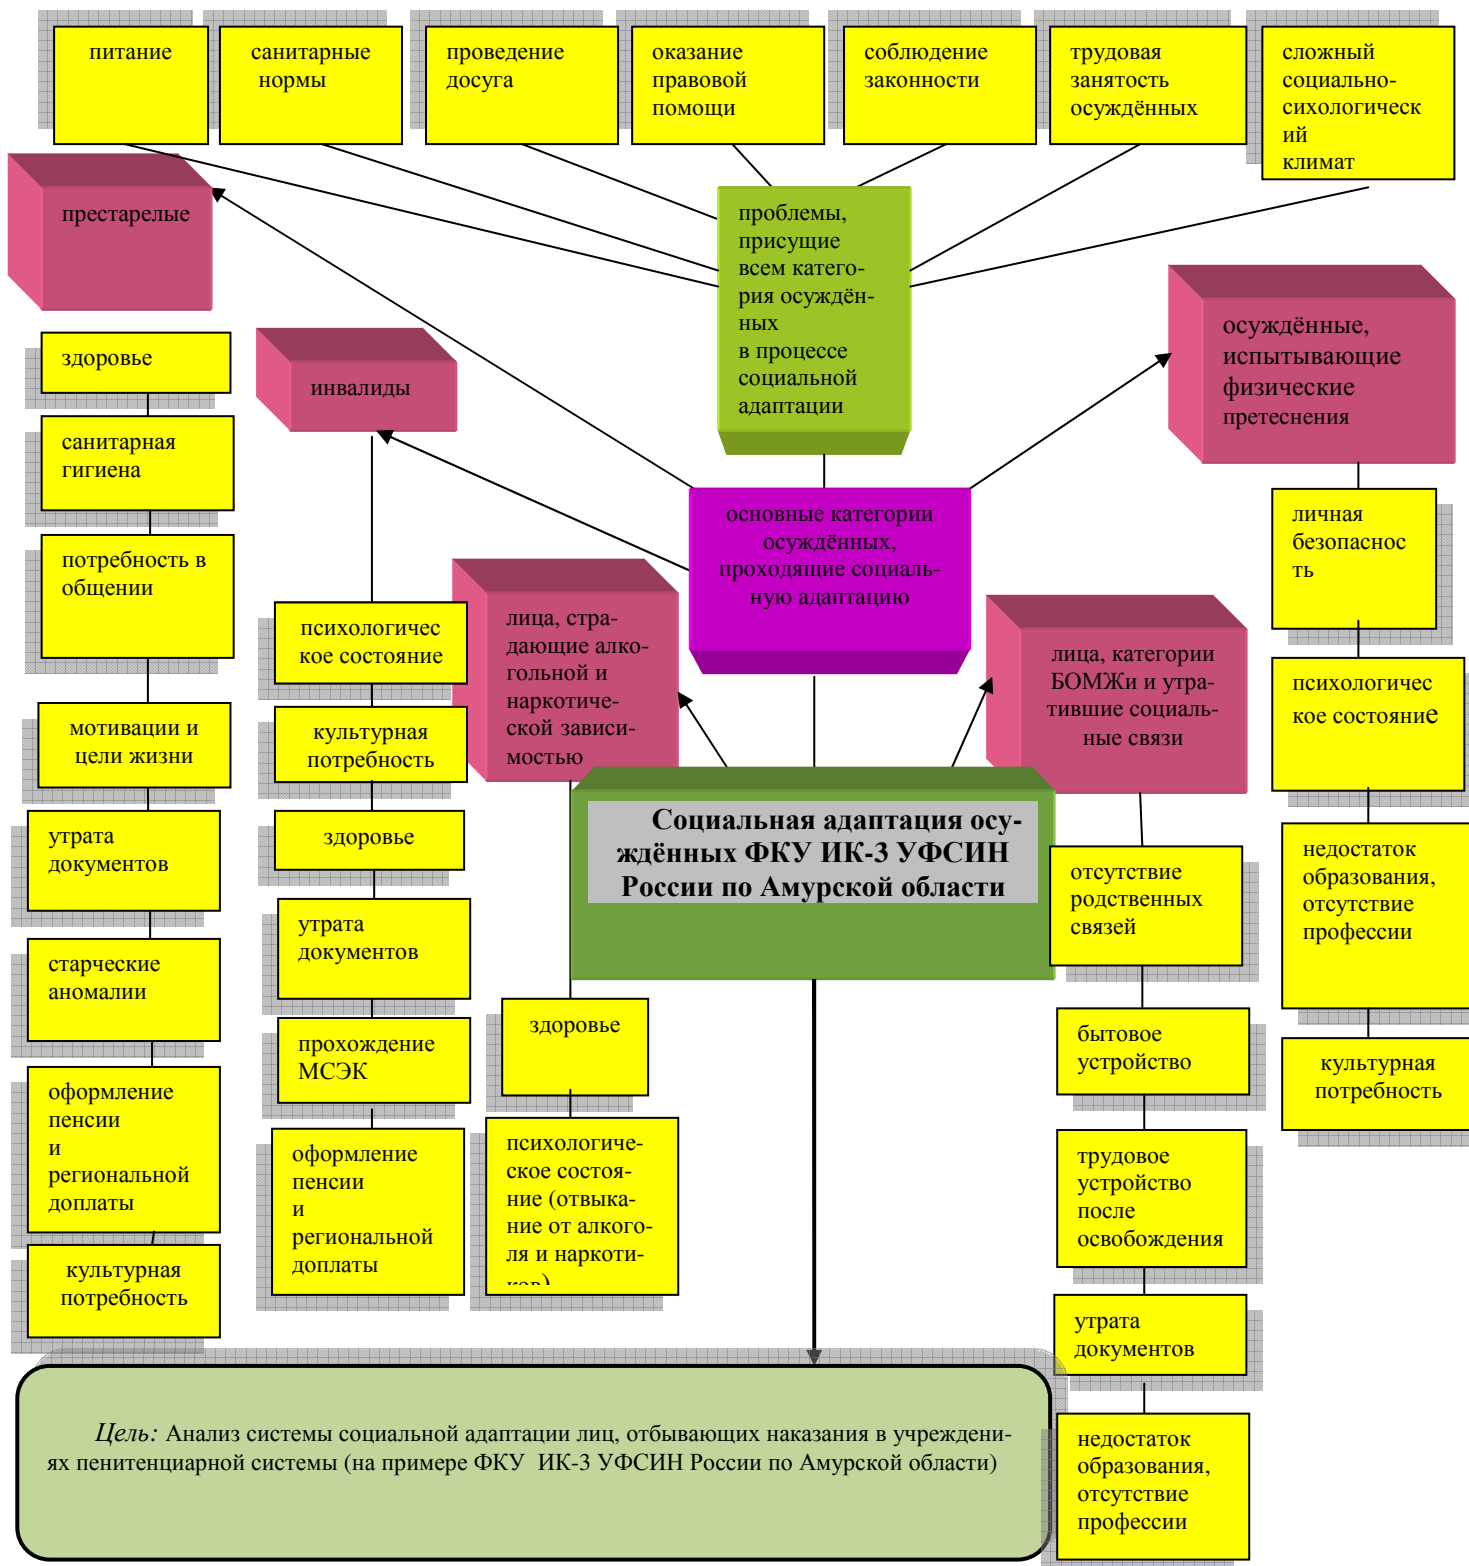 питание
санитарные
нормы
проведение
досуга
оказание
правовой
помощи
соблюдение
законности
трудовая
занятость
осуждённых
сложный
социально-
сихологическ
ий
климат
престарелые
проблемы,
присущие
всем катего-
рия осуждён-
ных
в процессе
социальной
адаптации
осуждённые,
испытывающие
физические
претеснения
инвалиды
основные категории
осуждённых,
проходящие социаль-
ную адаптацию
лица, стра-
дающие алко-
гольной и
наркотиче-
ской зависи-
мостью
лица, категории
БОМЖи и утра-
тившие социаль-
ные связи
Социальная адаптация осу-
ждённых ФКУ ИК-3 УФСИН
России по Амурской области
здоровье
санитарная
гигиена
потребность в
общении
мотивации и
цели жизни
утрата
документов
старческие
аномалии
оформление
пенсии
и
региональной
доплаты
культурная
потребность
психологичес
кое состояние
культурная
потребность
здоровье
утрата
документов
прохождение
МСЭК
оформление
пенсии
и
региональной
доплаты
здоровье
психологиче-
ское состоя-
ние (отвыка-
ние от алкого-
ля и наркоти-
ков)
отсутствие
родственных
связей
бытовое
устройство
трудовое
устройство
после
освобождения
утрата
документов
недостаток
образования,
отсутствие
профессии
личная
безопаснос
ть
психологичес
кое состояние
недостаток
образования,
отсутствие
профессии
культурная
потребность
Цель: Анализ системы социальной адаптации лиц, отбывающих наказания в учреждени-
ях пенитенциарной системы (на примере ФКУ ИК-3 УФСИН России по Амурской области)